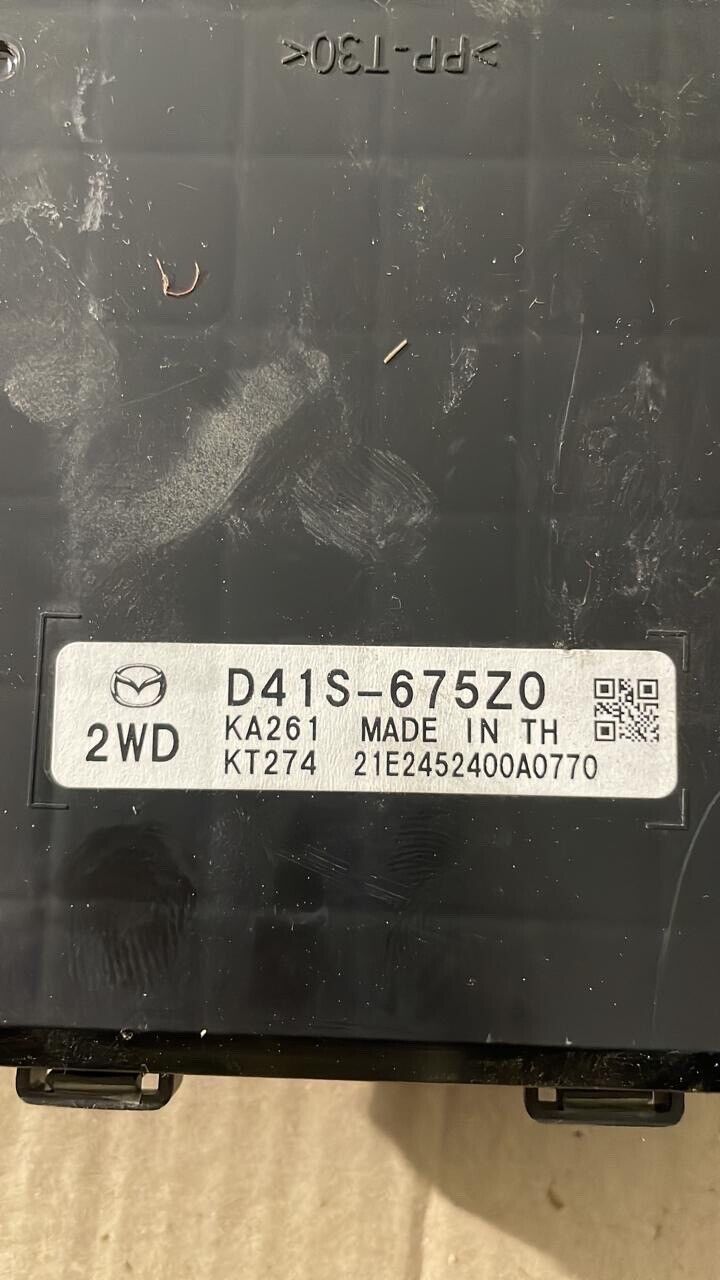 >PP-T30<
D41S-675Z0
2WD
KA261 MADE IN TH
KT274 21E2452400A0770